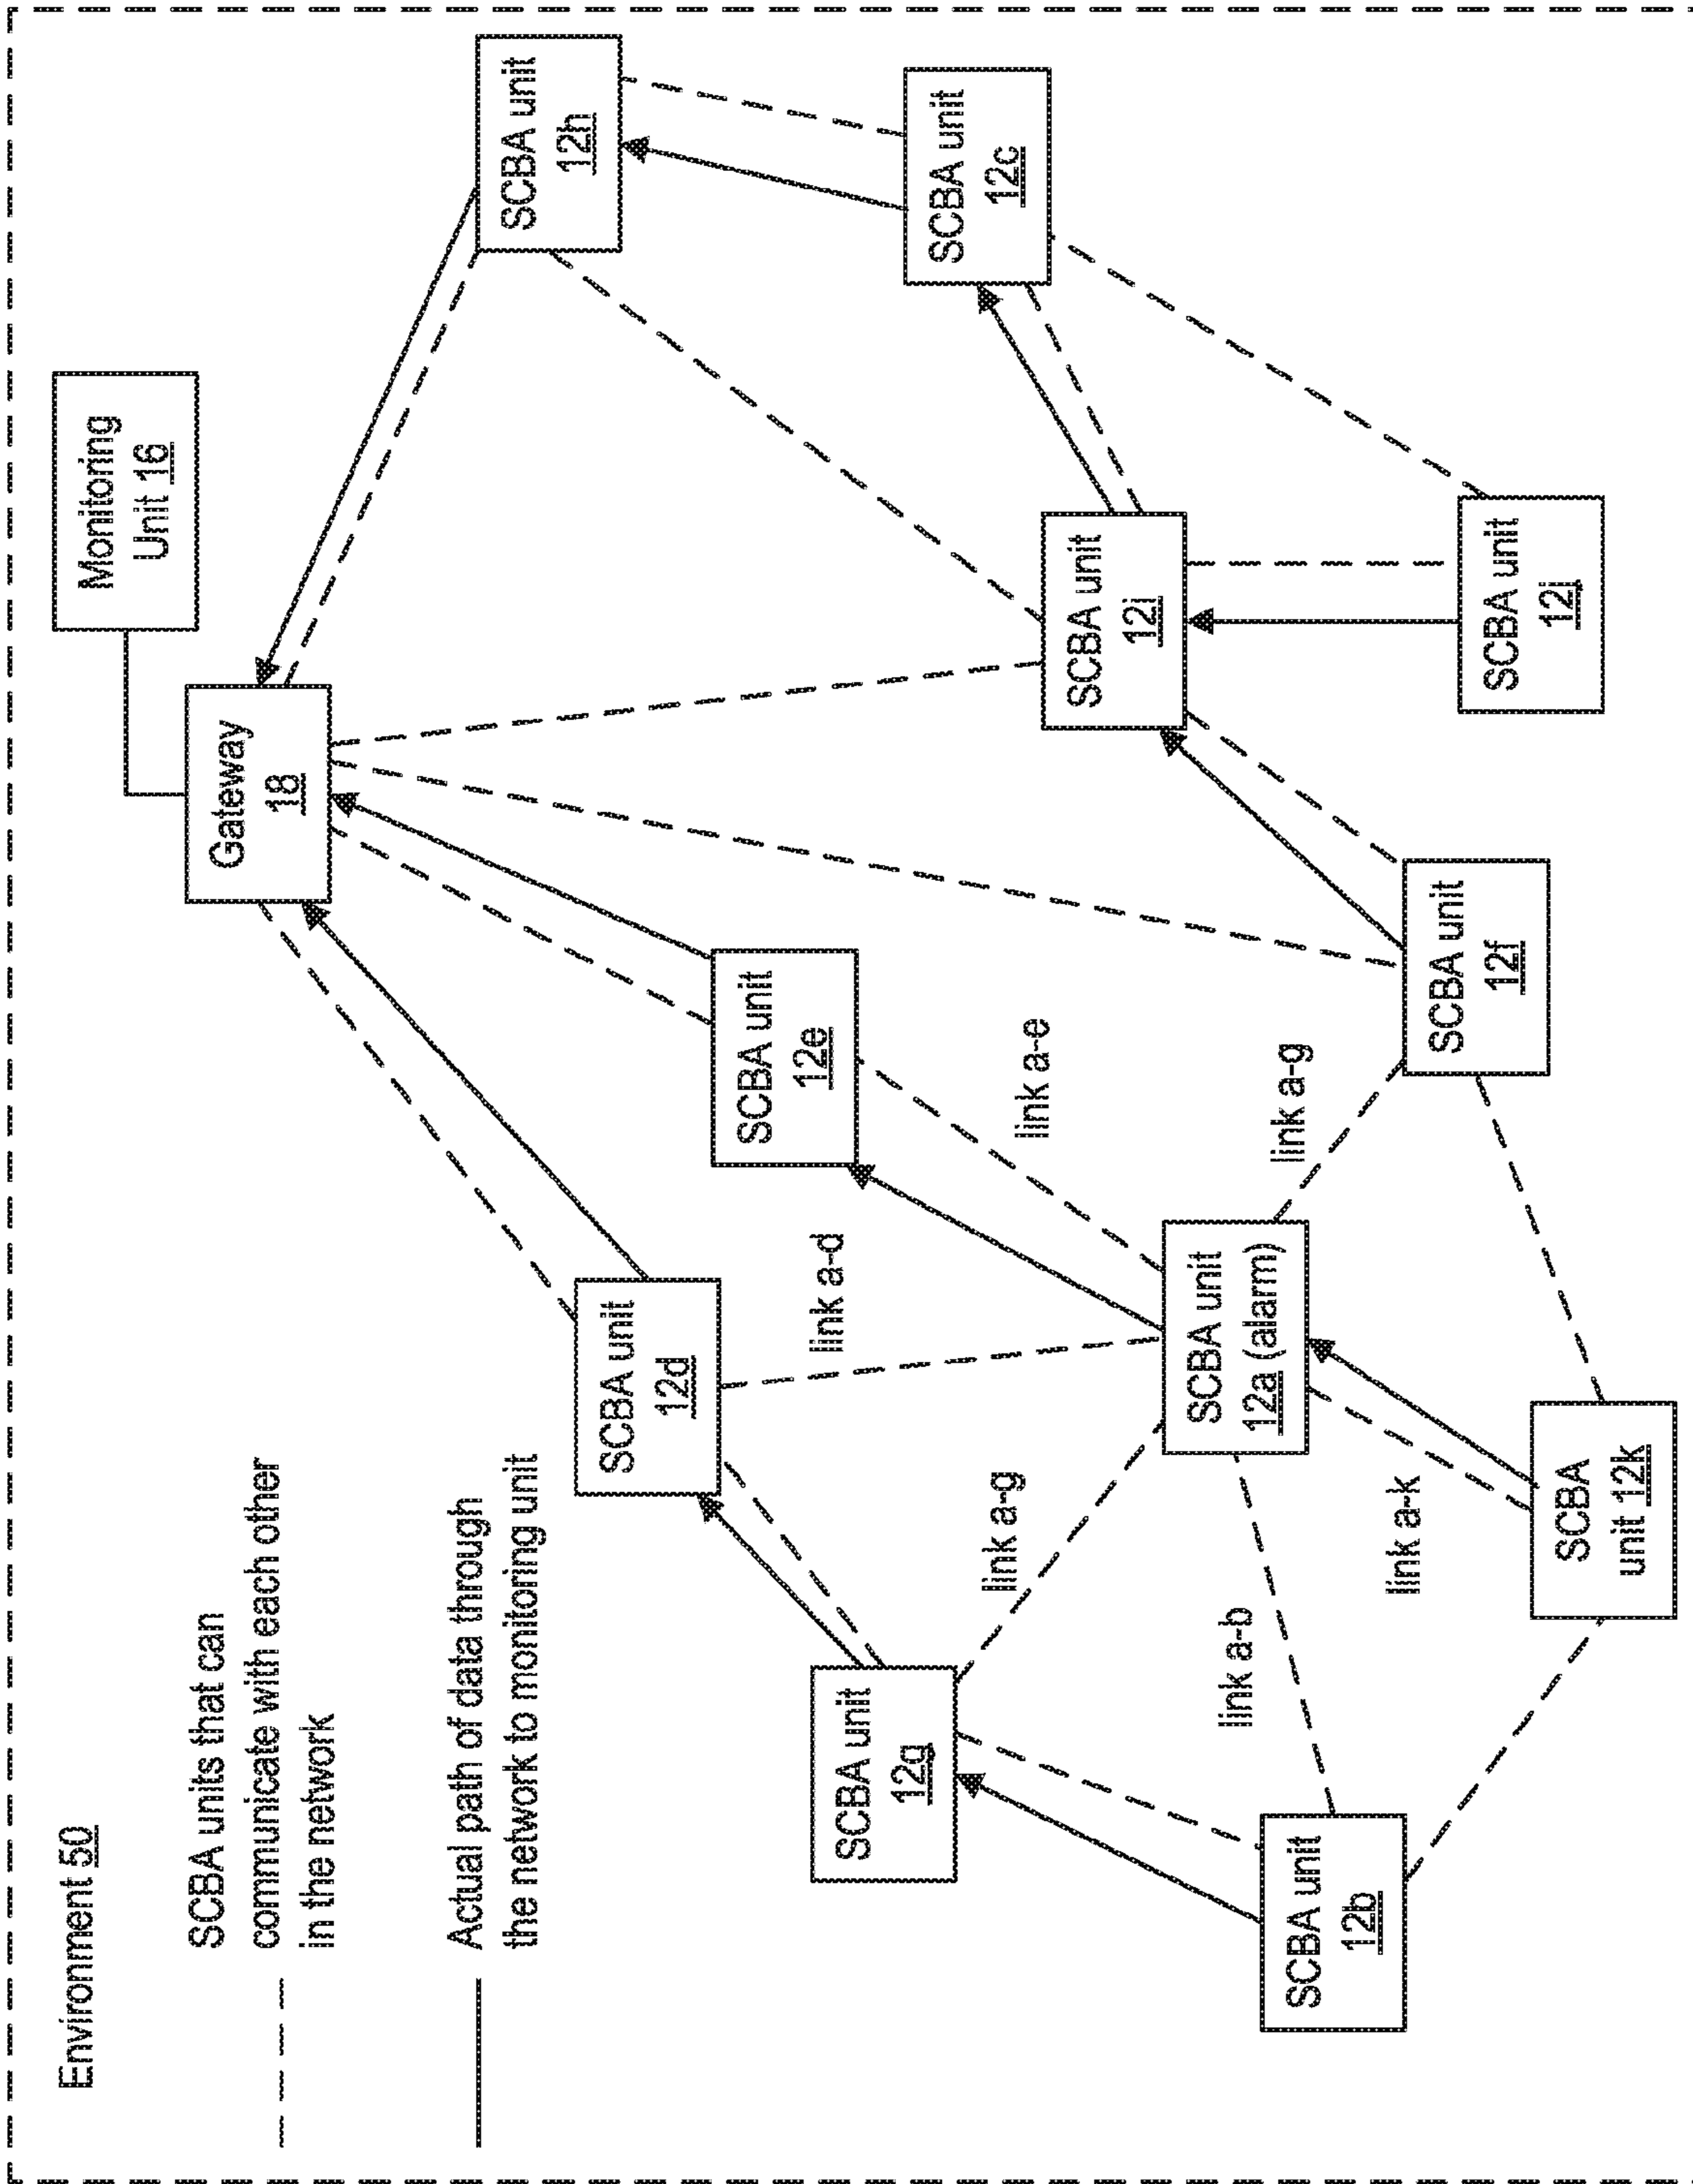 Environment 50
Monitoring
Unit 16
SCBA units that can
communicate with each other
in the network
Gateway
18
Actual path of data through
the network to monitoring unit
SCBA unit
12h
SCBA unit
12d
SCBA unit
12e
link a-d
SCBA unit
12g
SCBA unit
12c
link a-g
link a-e
SCBA unit
12i
SCBA unit
12a (alarm)
link a-b
link a-g
SCBA unit
12b
link a-k
SCBA unit
12f
SCBA unit
12j
SCBA
unit 12k